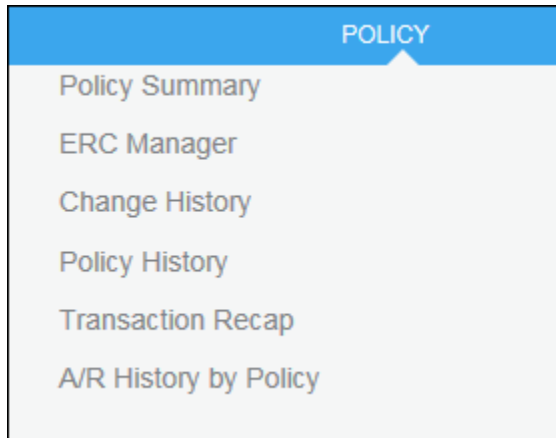 POLICY
Policy Summary
ERC Manager
Change History
Policy History
Transaction Recap
A/R History by Policy